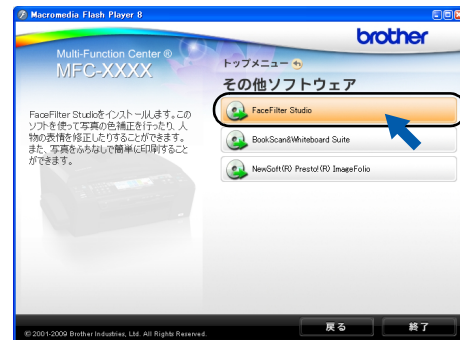 Macromedia Flash Player 8
brother
Multi-Function Center ®
MFC-XXXX
トップメニュー
その他ソフトウェア
FaceFilter Studioをインストールします。この
ソフトを使って写真の色補正を行ったり、人
物の表情を修正したりすることができます。
また、写真をふちなしで簡単に印刷すること
ができます。
FaceFilter Studio
BookScan&Whiteboard Suite
NewSoft(R) Presto!(R) ImageFolio
© 2001-2009 Brother Industries, Ltd. All Rights Reserved.
戻る
終了